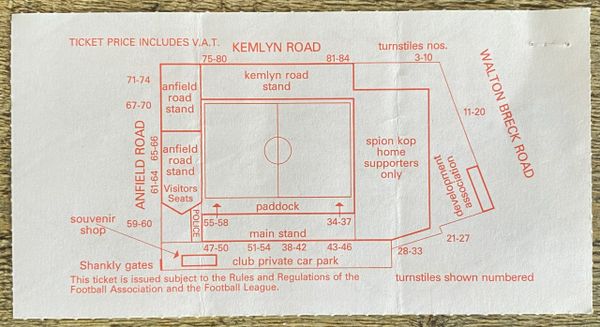 TICKET PRICE INCLUDES V.A.T.
KEMLYN ROAD
turnstiles nos.
75-80
81-84
3-10
WALTON BRECK ROAD
71-74
anfield
road
stand
kemlyn road
stand
67-70
11-20
ANFIELD ROAD
65-66
61-64
anfield
road
stand
Visitors
Seats
spion kop
home
supporters
only
development
association
paddock
souvenir
shop
59-60
POLICE
55-58
34-37
main stand
21-27
47-50
51-54
38-42
43-46
28-33
Shankly gates
club private car park
This ticket is issued subject to the Rules and Regulations of the
Football Association and the Football League.
turnstiles shown numbered